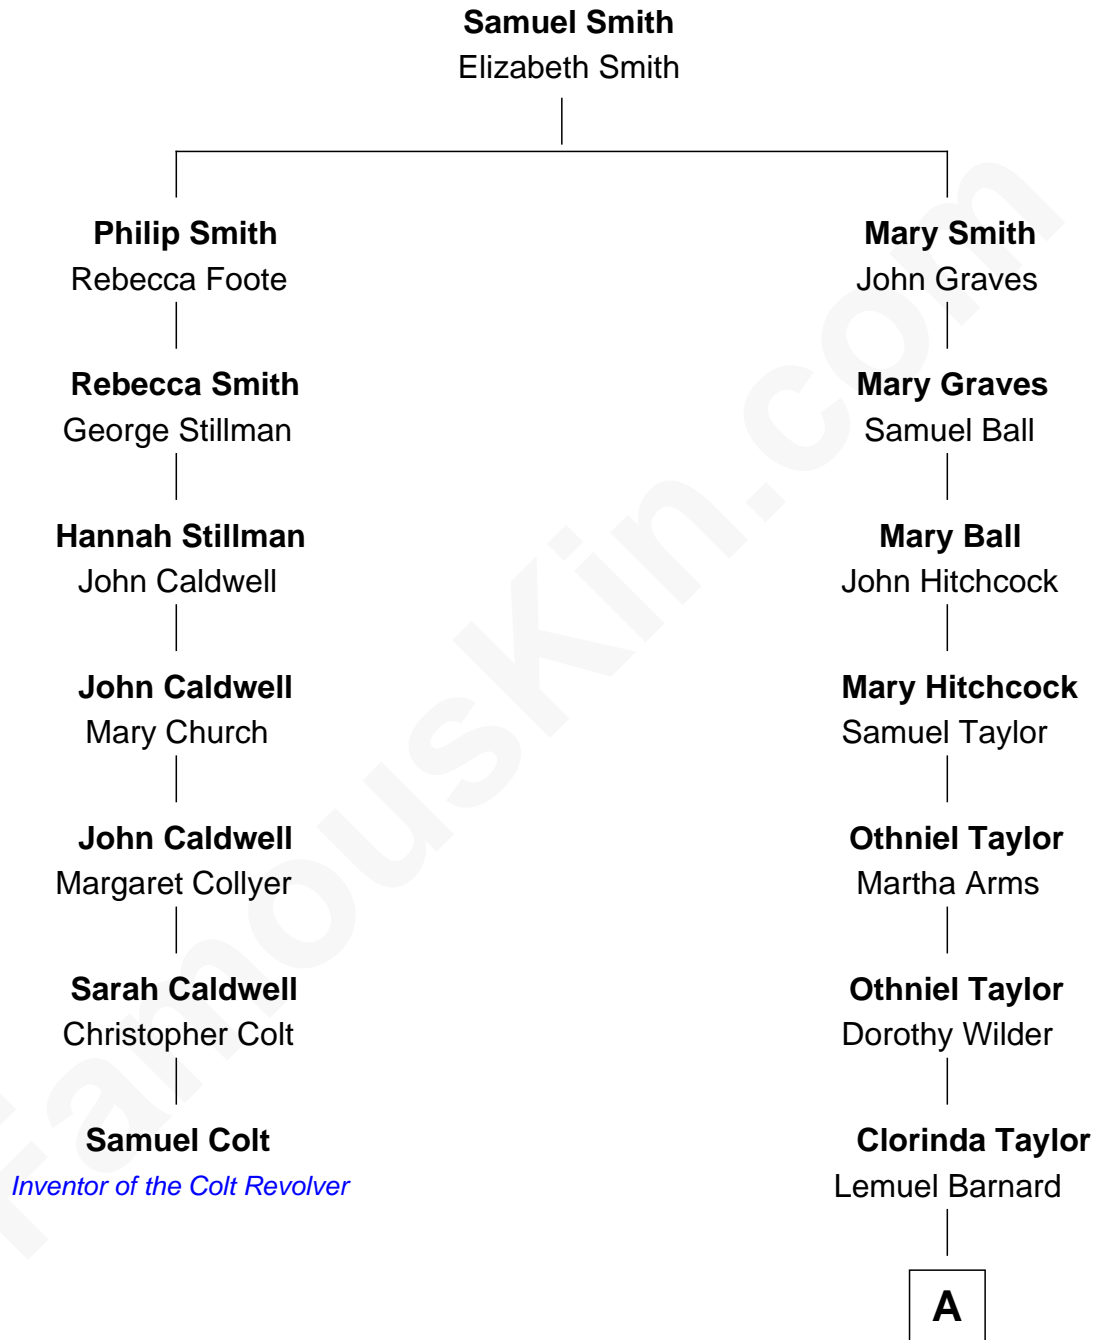 Samuel Smith
Elizabeth Smith
Philip Smith
Rebecca Foote
Mary Smith
John Graves
Rebecca Smith
George Stillman
Mary Graves
Samuel Ball
Hannah Stillman
John Caldwell
Mary Ball
John Hitchcock
John Caldwell
Mary Church
Mary Hitchcock
Samuel Taylor
John Caldwell
Margaret Collyer
Othniel Taylor
Martha Arms
Sarah Caldwell
Christopher Colt
Othniel Taylor
Dorothy Wilder
Samuel Colt
Inventor of the Colt Revolver
Clorinda Taylor
Lemuel Barnard
A
FamousKin.com